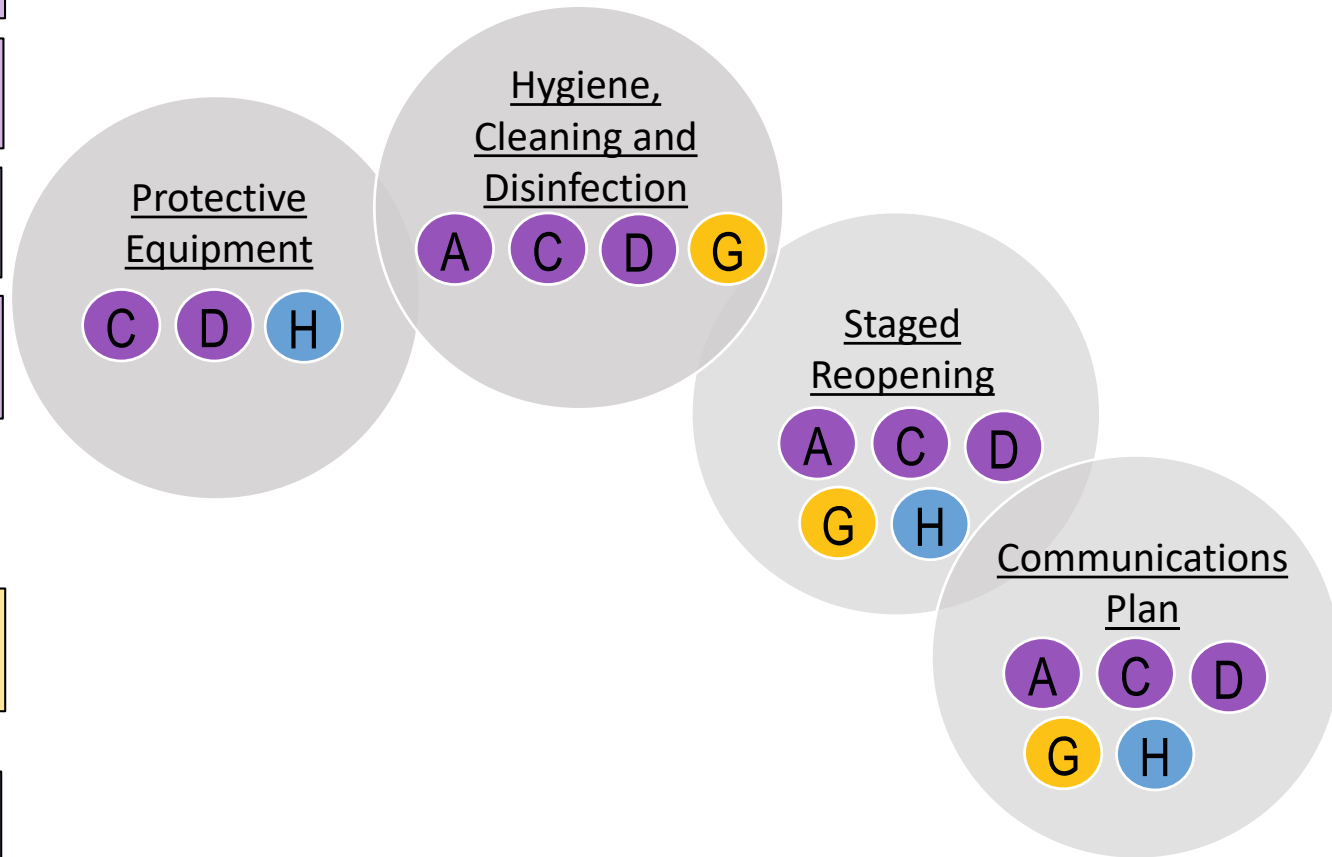 Protective
Equipment
C D H
Hygiene,
Cleaning and
Disinfection
A C D G
Staged
Reopening
A C D
G H
Communications
Plan
A C D
G H